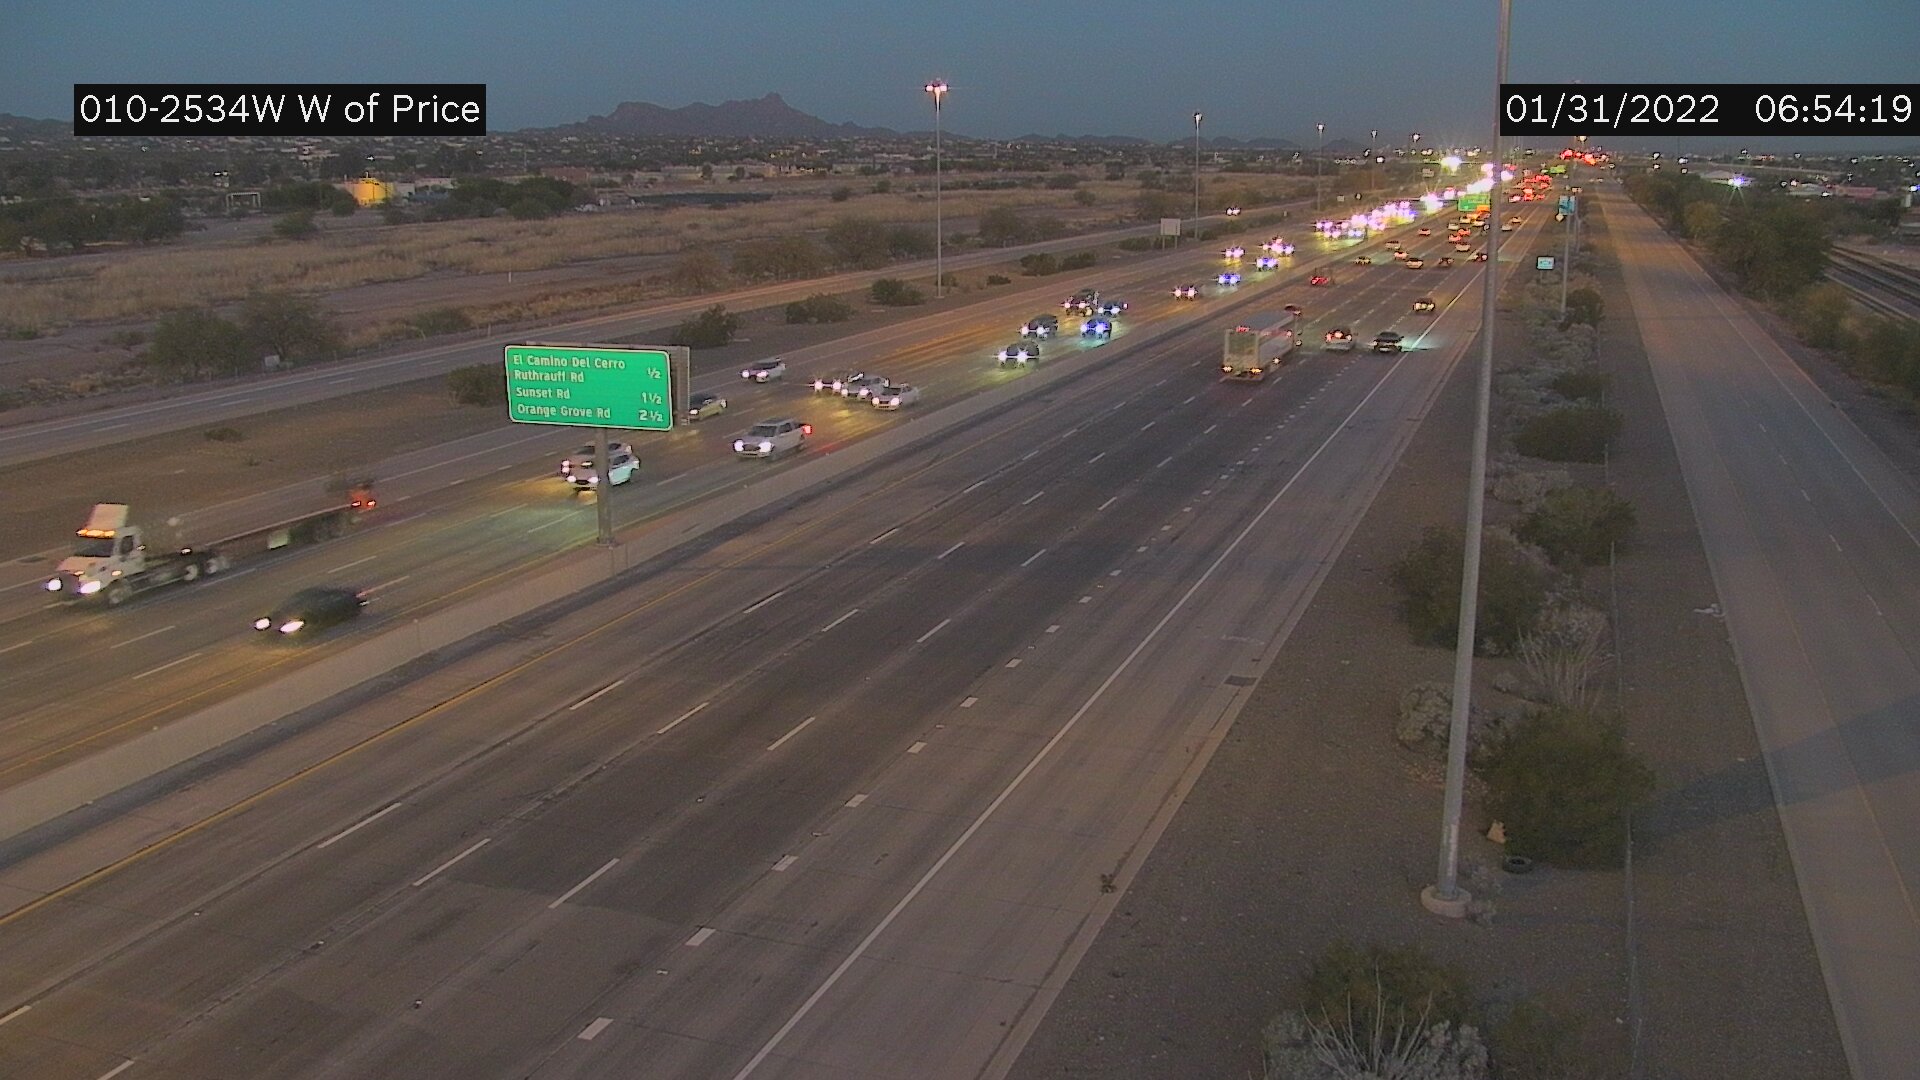 010-2534W W of Price
01/31/2022 06:54:19
El Camino Del Cerro
Ruthrauff Rd 1/2
Sunset Rd 1 1/2
Orange Grove Rd 2 1/2